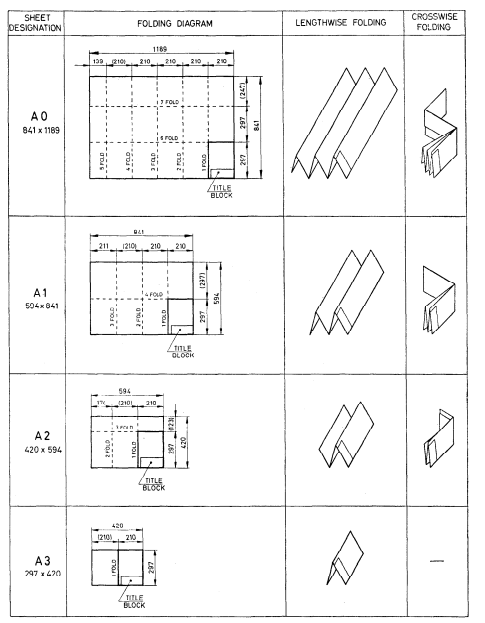 SHEET DESIGNATION
FOLDING DIAGRAM
LENGTHWISE FOLDING
CROSSWISE FOLDING
A0
841 x 1189
1189
139 (210) 210 210 210 210
(247)
297
297
841
7 FOLD
6 FOLD
5 FOLD
4 FOLD
3 FOLD
2 FOLD
1 FOLD
TITLE BLOCK
A1
594 x 841
841
211 (210) 210 210
(297)
297
594
4 FOLD
3 FOLD
2 FOLD
1 FOLD
TITLE BLOCK
A2
420 x 594
594
174 (210) 210
(123)
297
420
3 FOLD
2 FOLD
1 FOLD
TITLE BLOCK
A3
297 x 420
420
(210) 210
297
1 FOLD
TITLE BLOCK
—